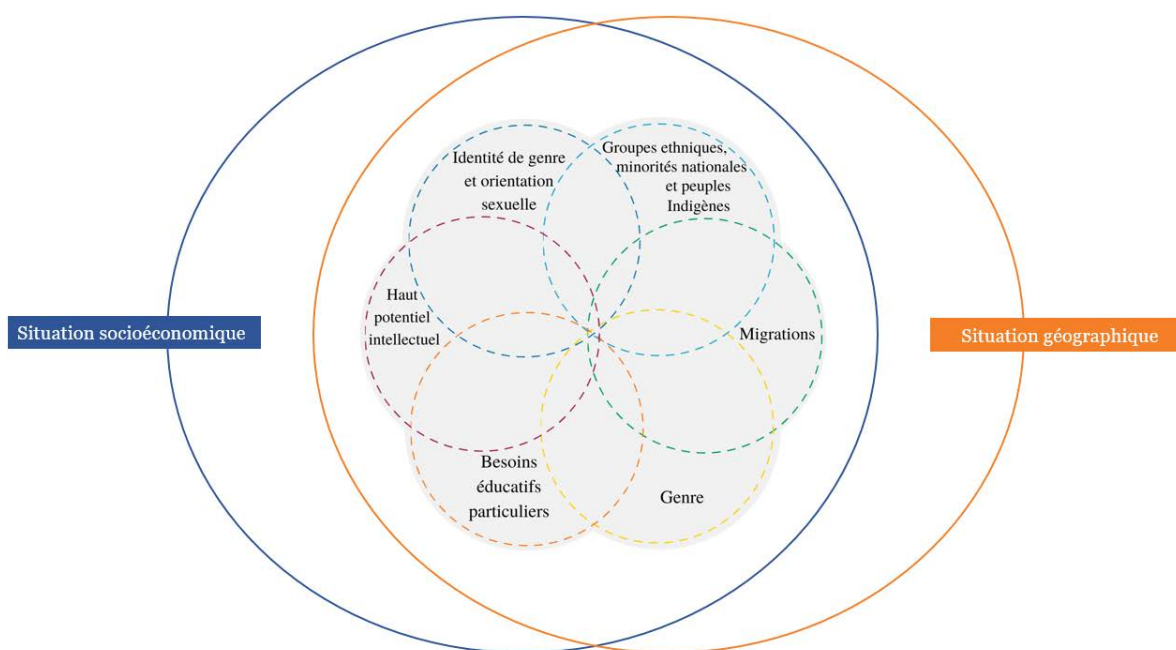 Identité de genre
et orientation
sexuelle
Groupes ethniques,
minorités nationales
et peuples
Indigènes
Haut
potentiel
intellectuel
Migrations
Situation socioéconomique
Situation géographique
Besoins
éducatifs
particuliers
Genre